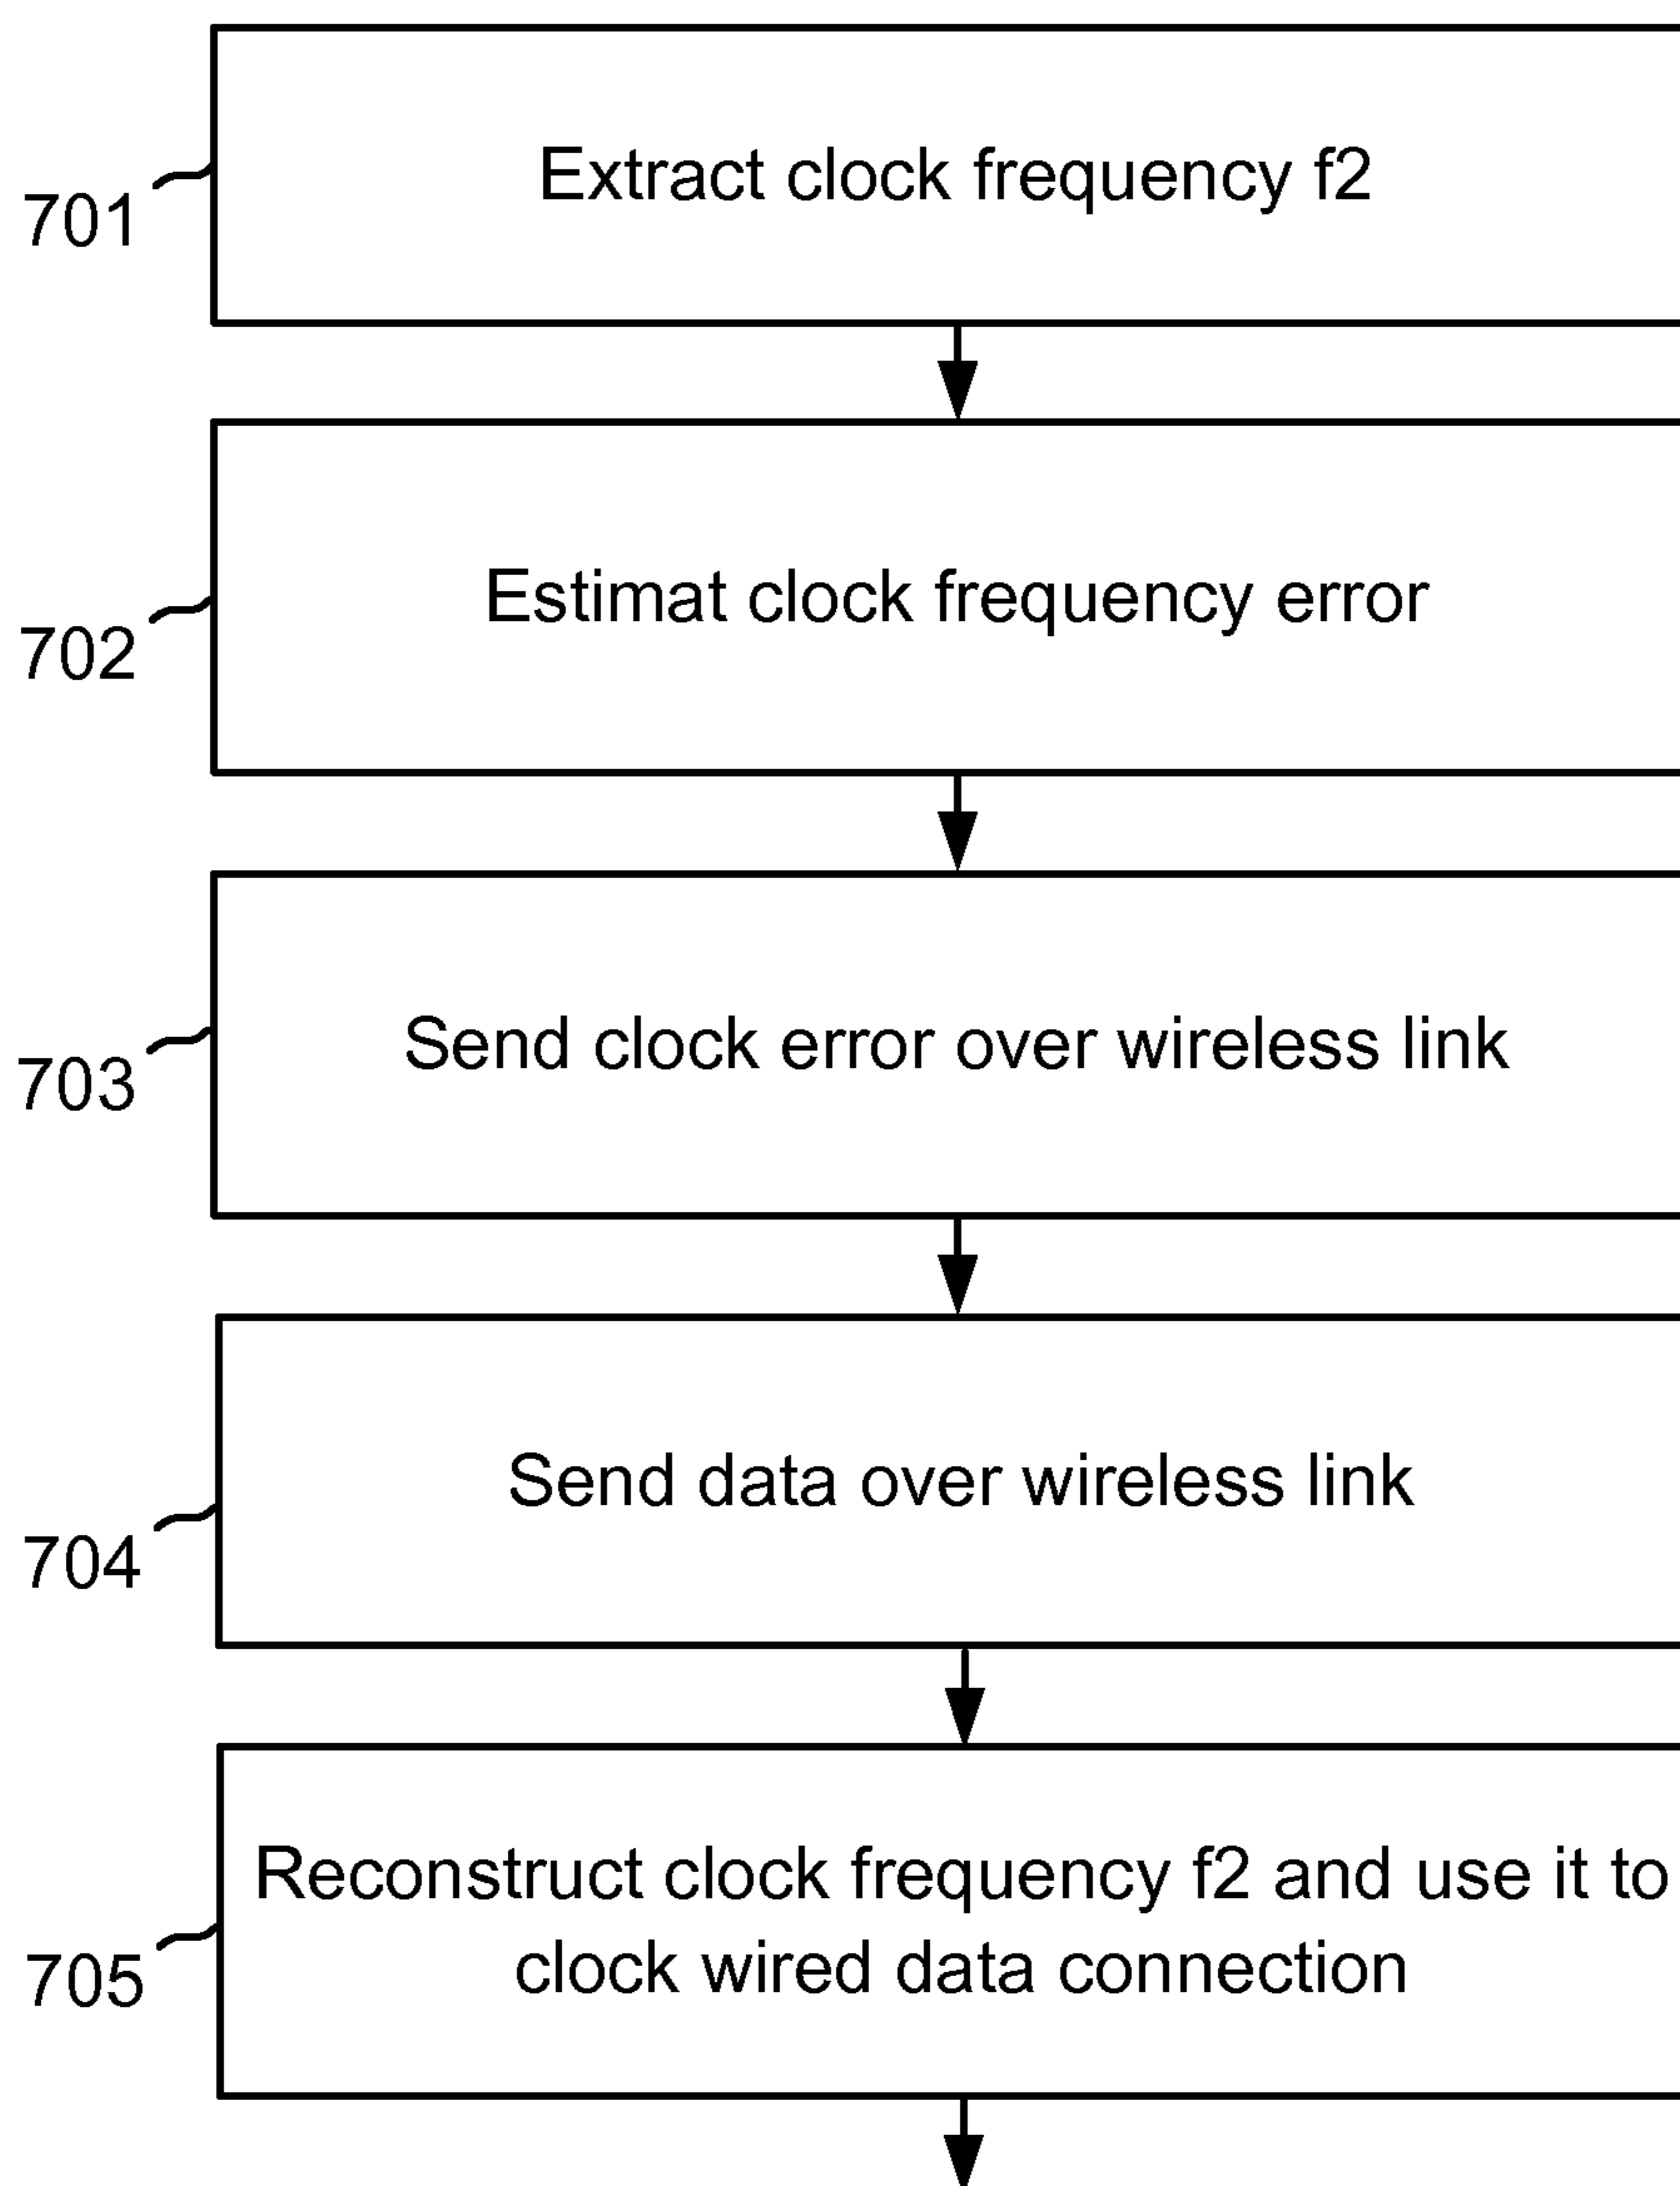 Extract clock frequency f2
701
Estimat clock frequency error
702
Send clock error over wireless link
703
Send data over wireless link
704
Reconstruct clock frequency f2 and use it to
clock wired data connection
705